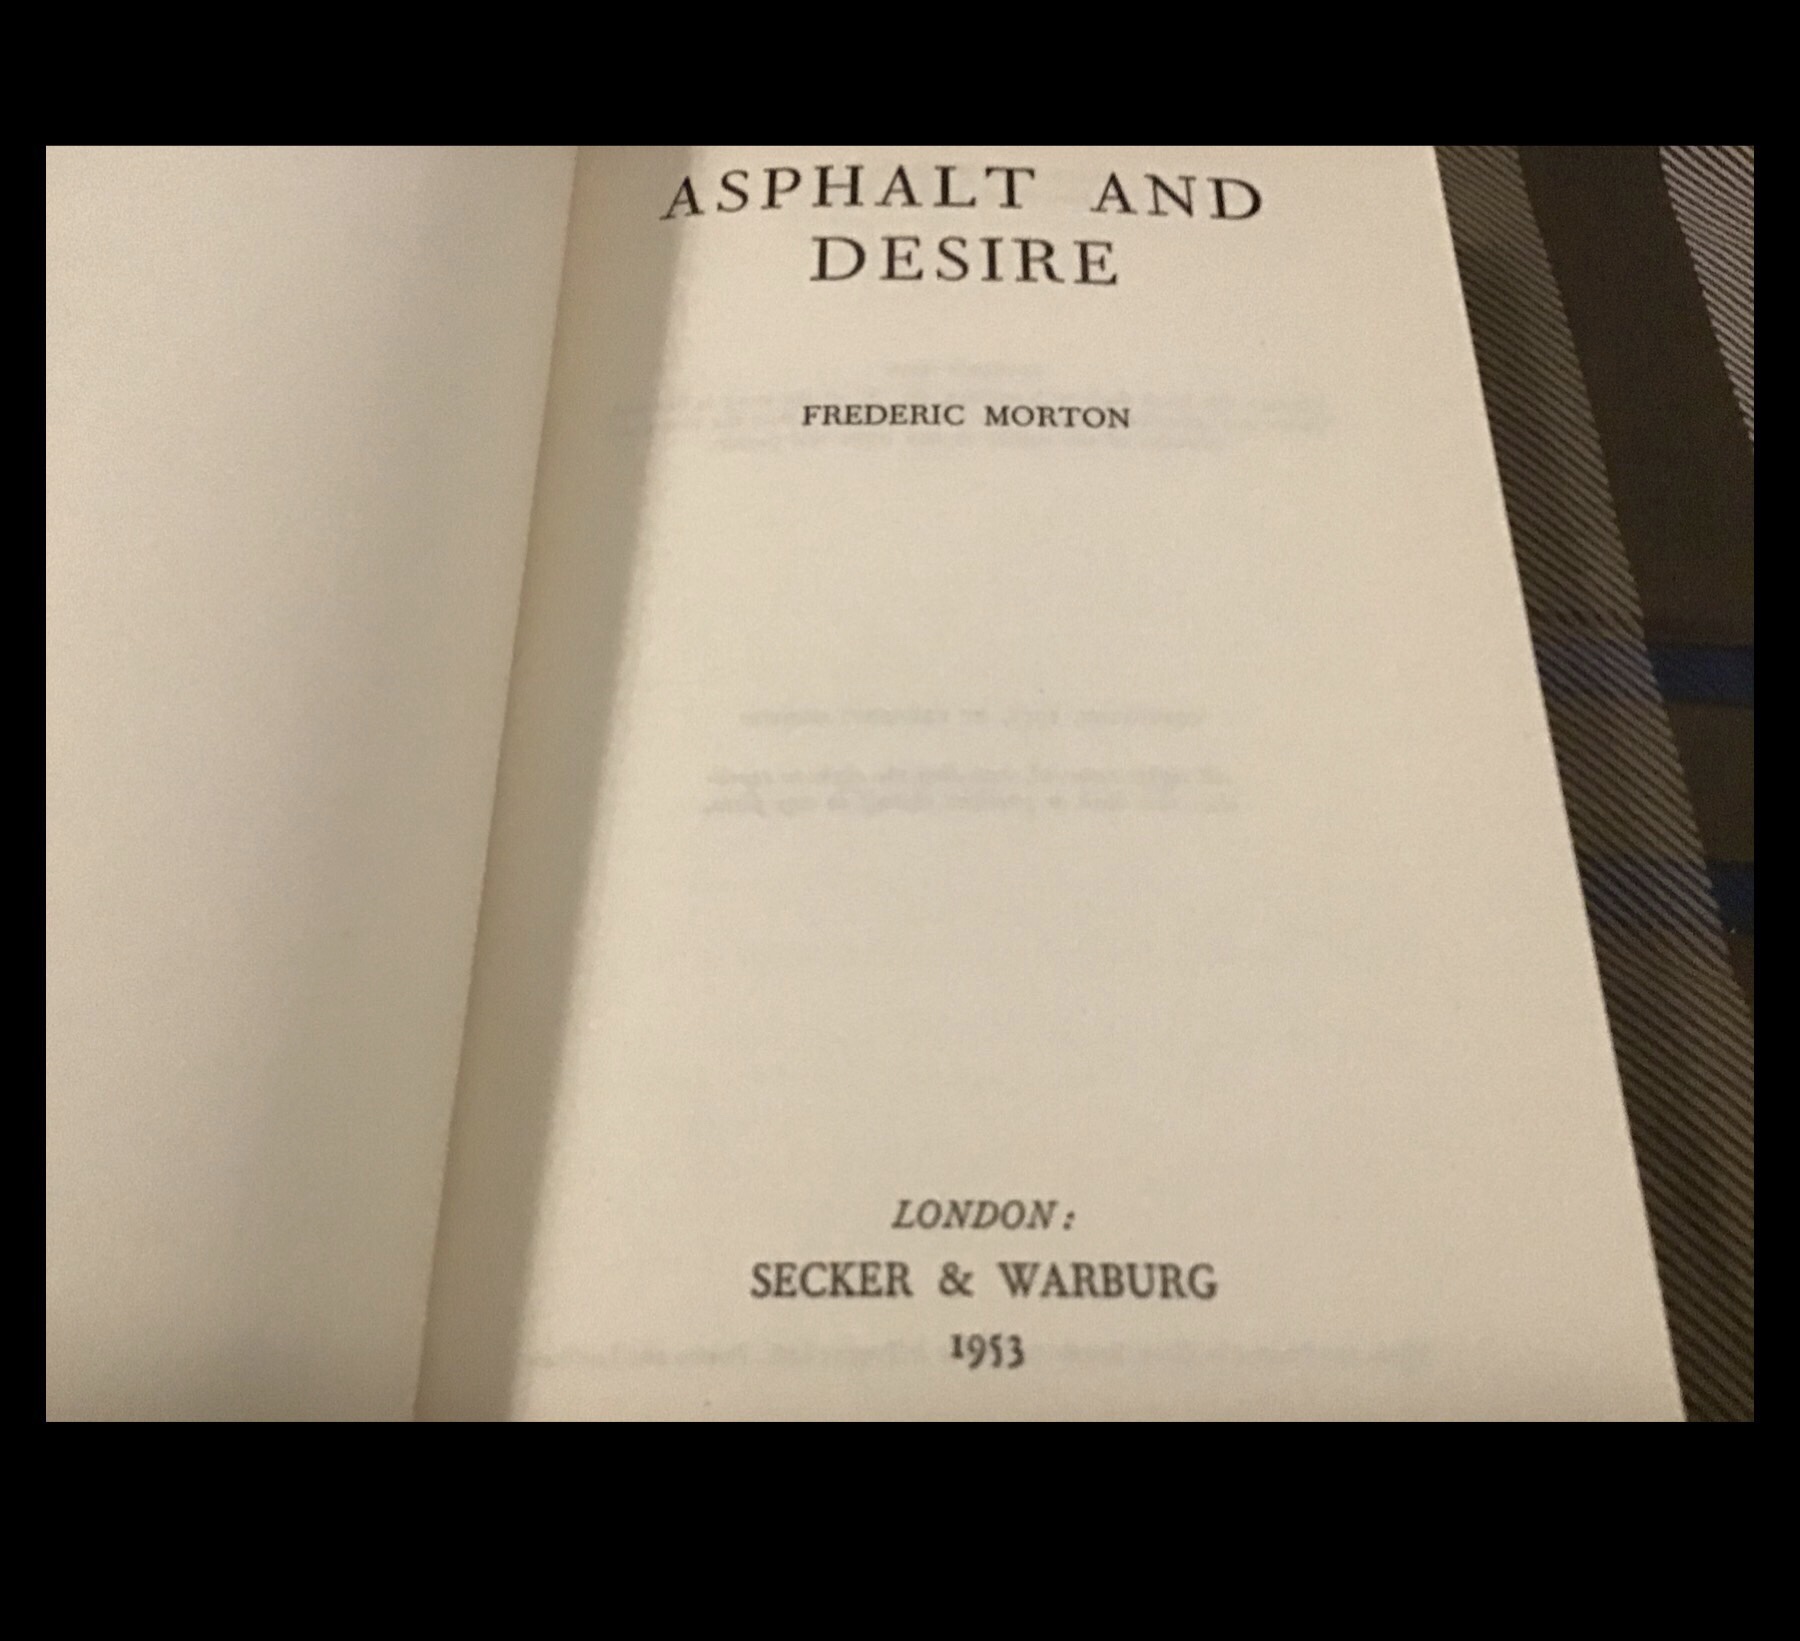 ASPHALT AND
DESIRE
FREDERIC MORTON
LONDON:
SECKER & WARBURG
1953